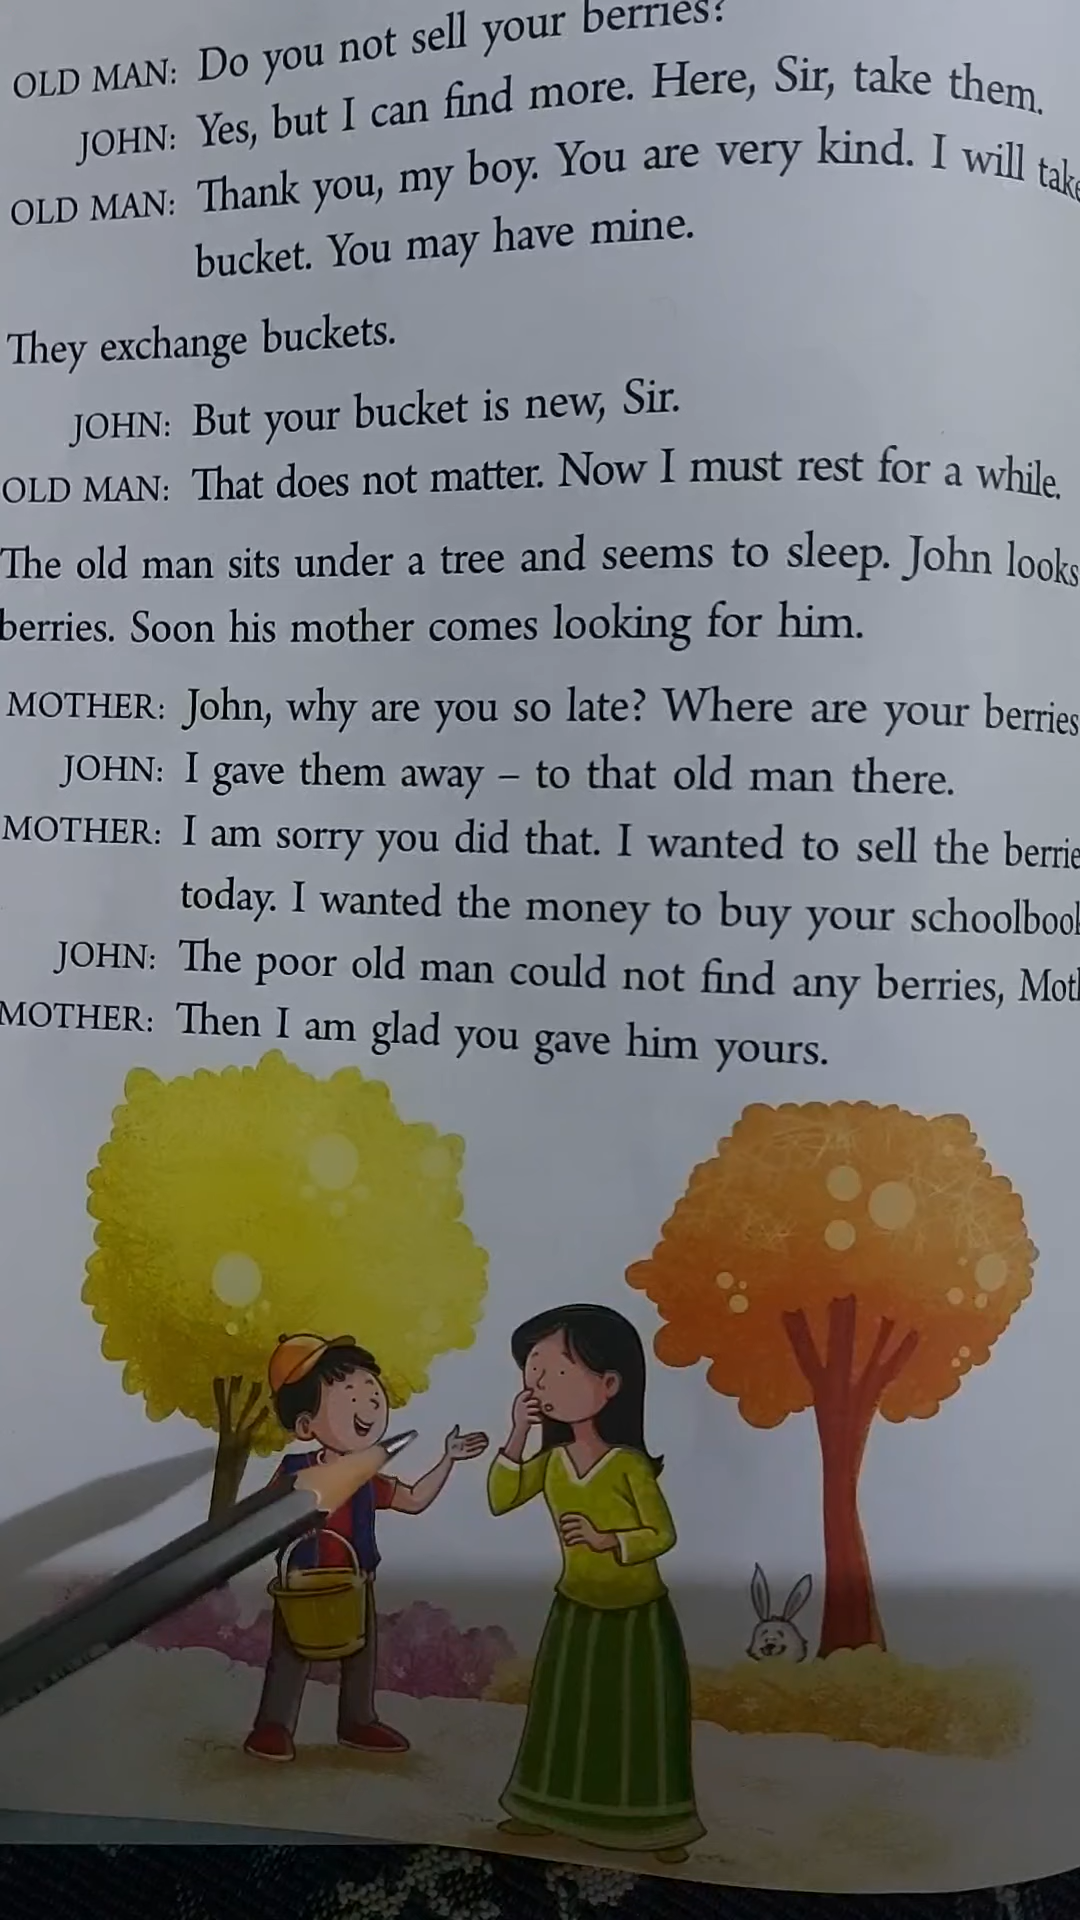 OLD MAN: Do you not sell your berries?
JOHN: Yes, but I can find more. Here, Sir, take them.
OLD MAN: Thank you, my boy. You are very kind. I will take
bucket. You may have mine.
They exchange buckets.
JOHN: But your bucket is new, Sir.
OLD MAN: That does not matter. Now I must rest for a while.
The old man sits under a tree and seems to sleep. John looks
berries. Soon his mother comes looking for him.
MOTHER: John, why are you so late? Where are your berries
JOHN: I gave them away – to that old man there.
MOTHER: I am sorry you did that. I wanted to sell the
today. I wanted the money to buy your
JOHN: The poor old man could not find any berries,
MOTHER: Then I am glad you gave him yours.